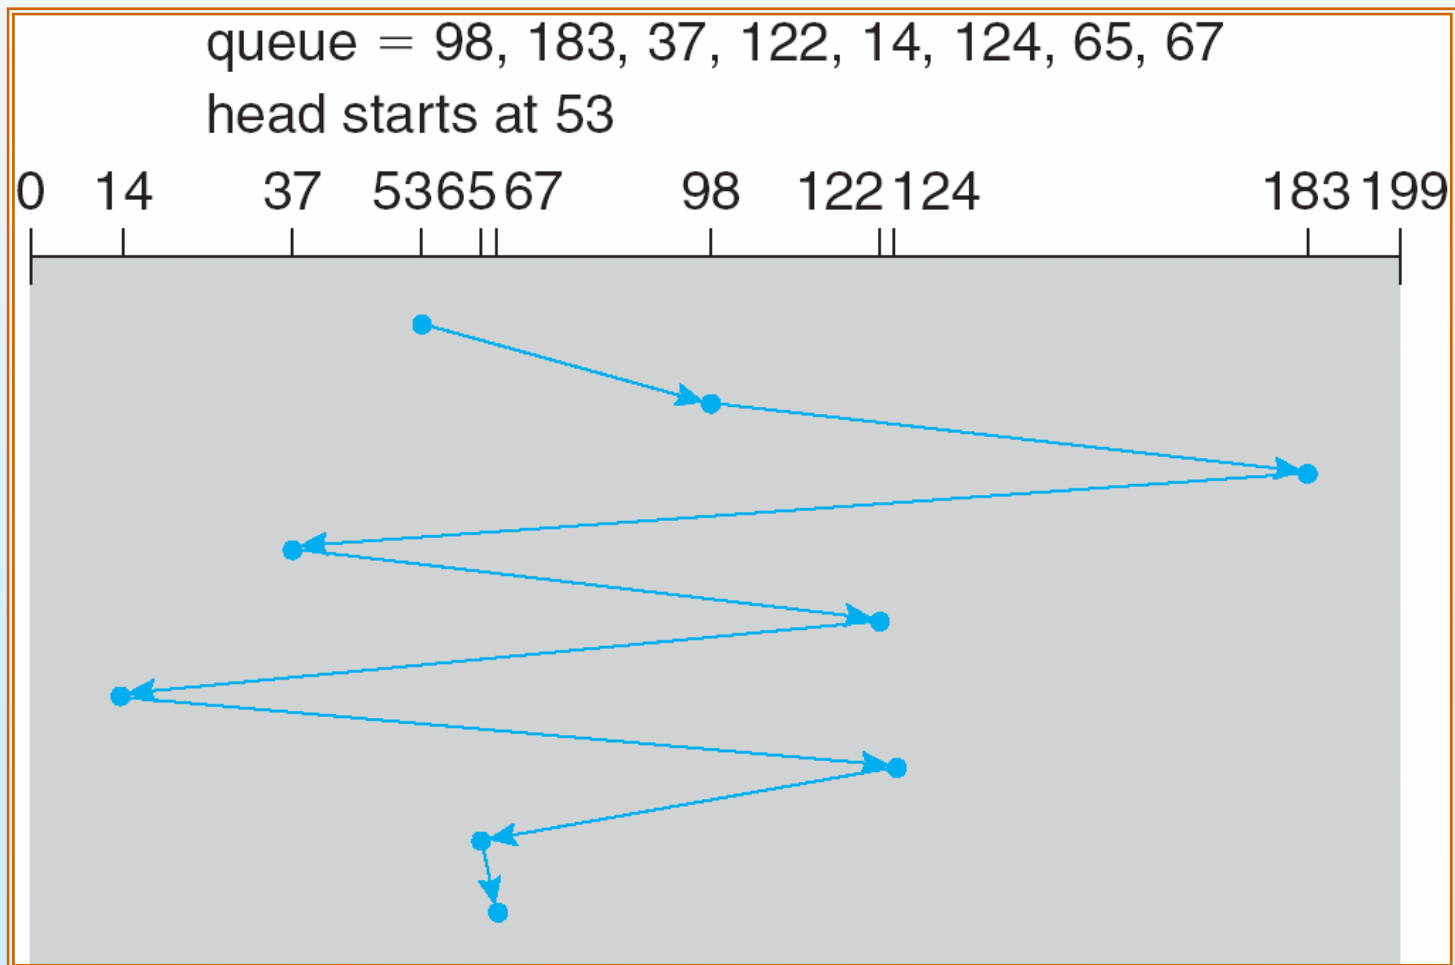 queue = 98, 183, 37, 122, 14, 124, 65, 67
head starts at 53
0 14 37 53 65 67 98 122 124 183 199